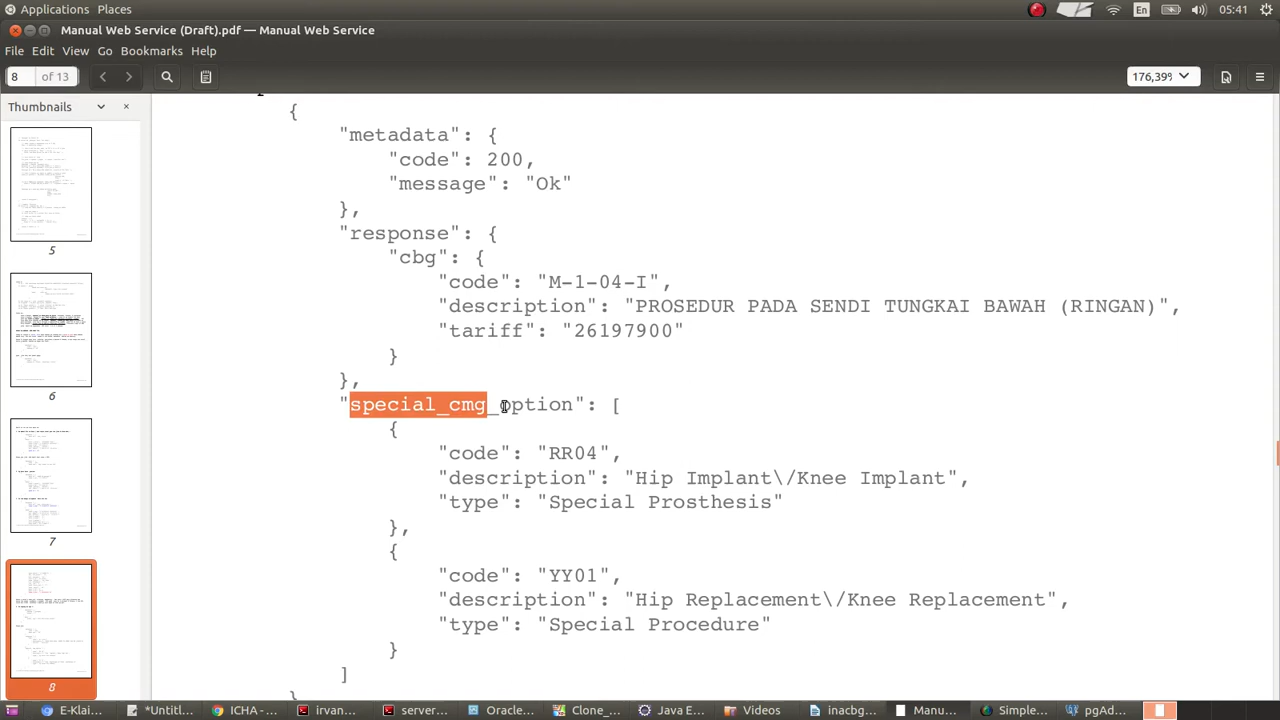 Applications Places
En
05:41
Manual Web Service (Draft).pdf — Manual Web Service
File Edit View Go Bookmarks Help
8 of 13
176,39%
Thumbnails
5
6
7
8
{
"metadata": {
"code": 200,
"message": "Ok"
},
"response": {
"cbg": {
"code": "M-1-04-I",
"description": "PROSEDUR PADA SENDI TUNGKAI BAWAH (RINGAN)",
"tariff": "26197900"
}
},
"special_cmg_option": [
{
"code": "RR04",
"description": "Hip Implant\/Knee Implant",
"type": "Special Prosthesis"
},
{
"code": "YY01",
"description": "Hip Replacement\/Knee Replacement",
"type": "Special Procedure"
}
]
}
E-Klai... *Untitl... ICHA-... irvan... server... Oracle... Clone_... Java E... Videos inacbg... Manu... Simple... pgAd...